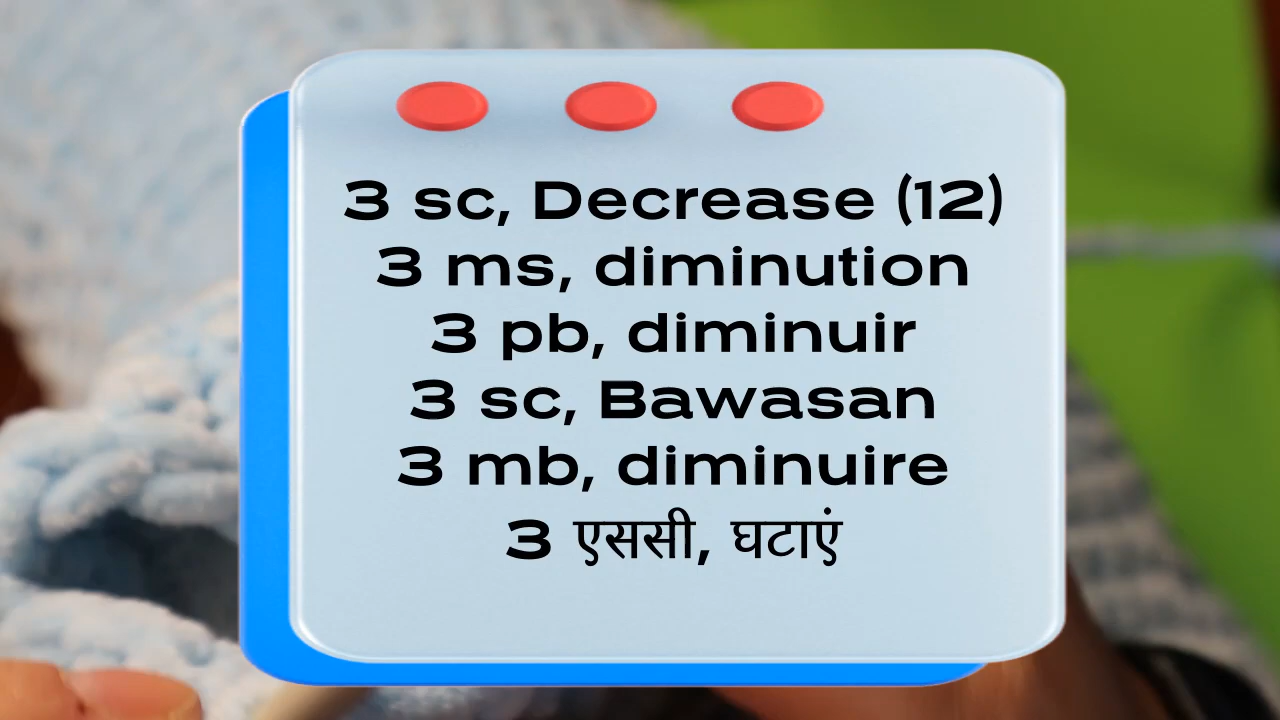 3 sc, Decrease (12)
3 ms, diminution
3 pb, diminuir
3 sc, Bawasan
3 mb, diminuire
3 एससी, घटाएं